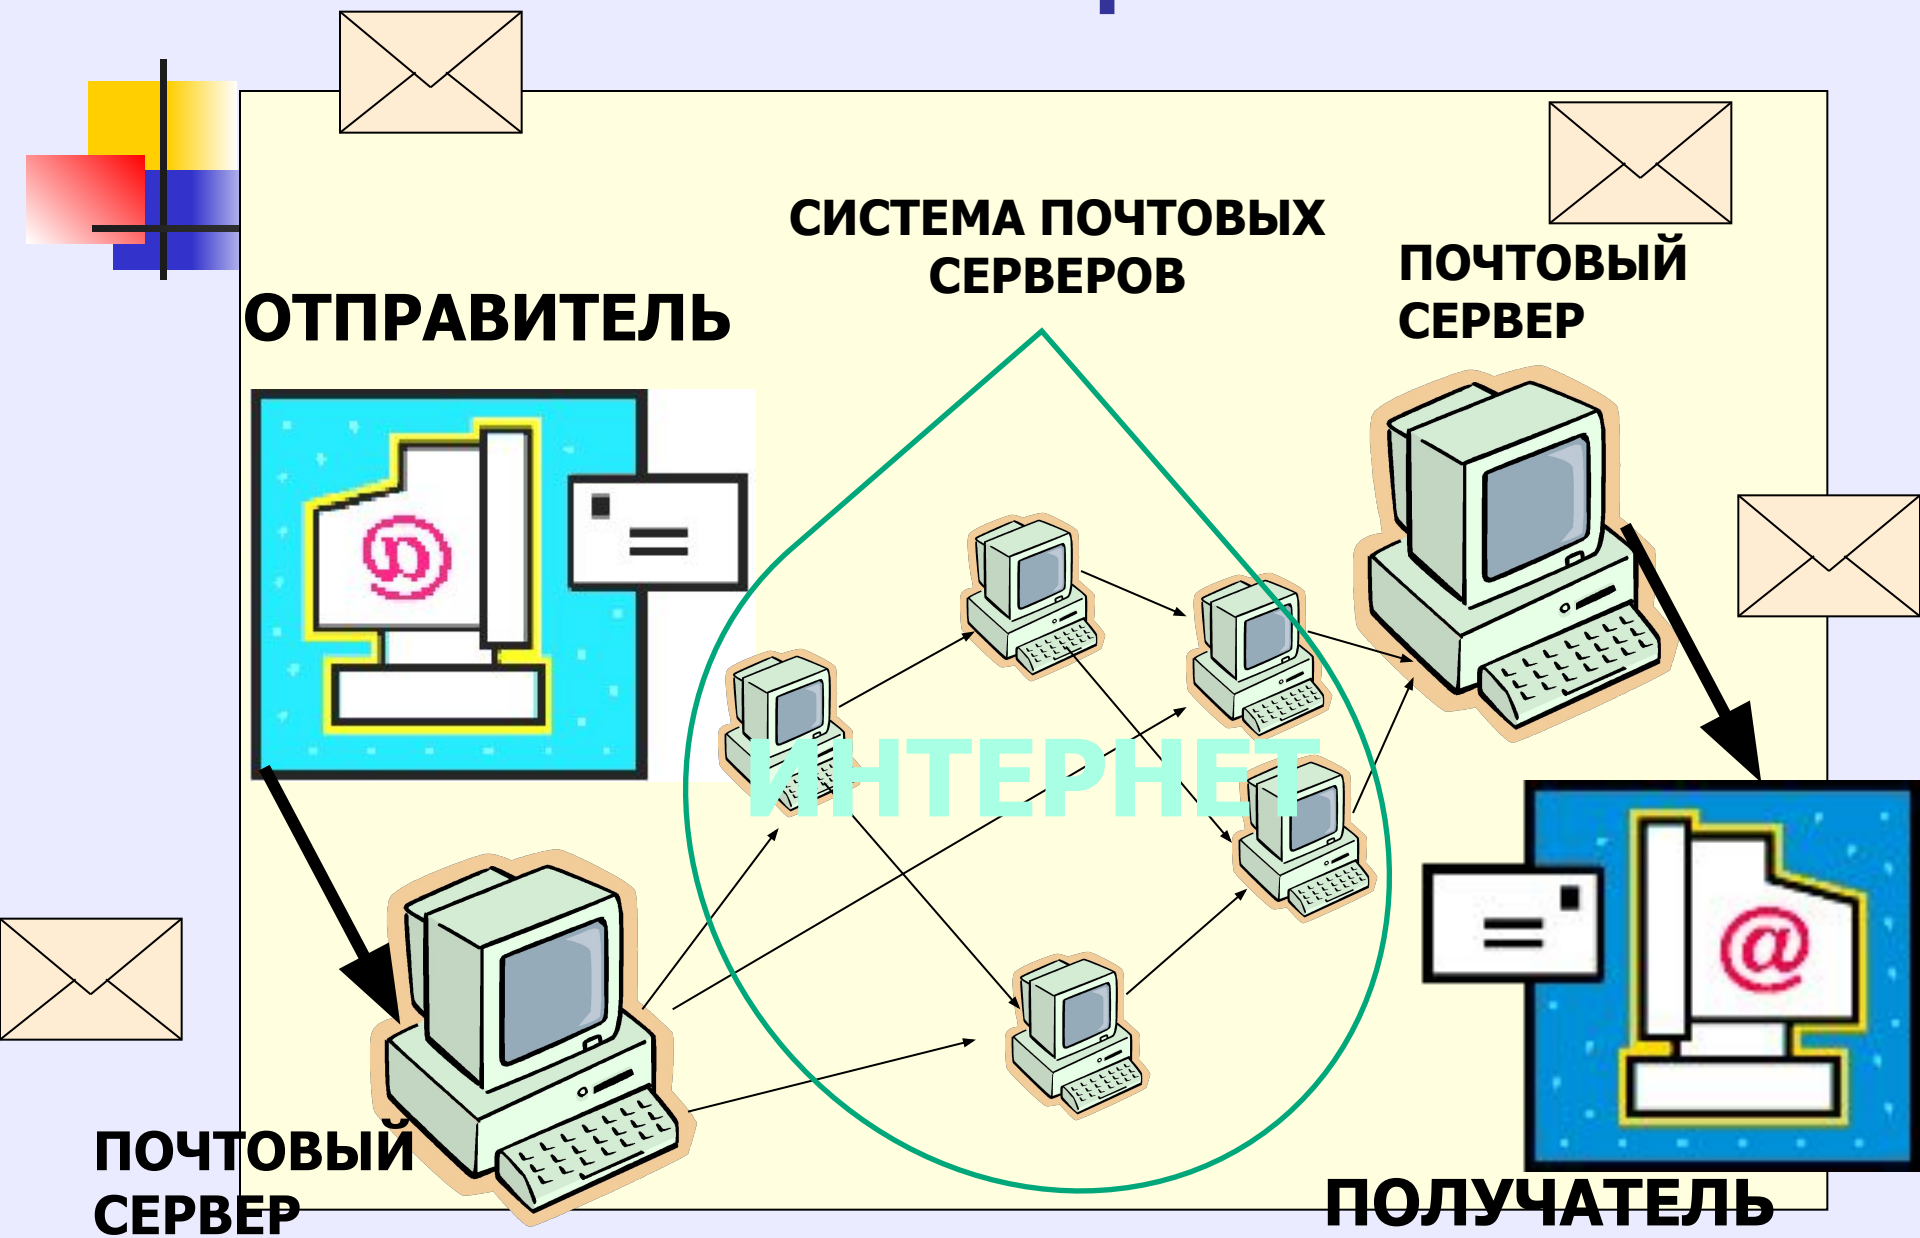 СИСТЕМА ПОЧТОВЫХ
СЕРВЕРОВ
ПОЧТОВЫЙ
СЕРВЕР
ОТПРАВИТЕЛЬ
@
ИНТЕРНЕТ
@
ПОЧТОВЫЙ
СЕРВЕР
ПОЛУЧАТЕЛЬ